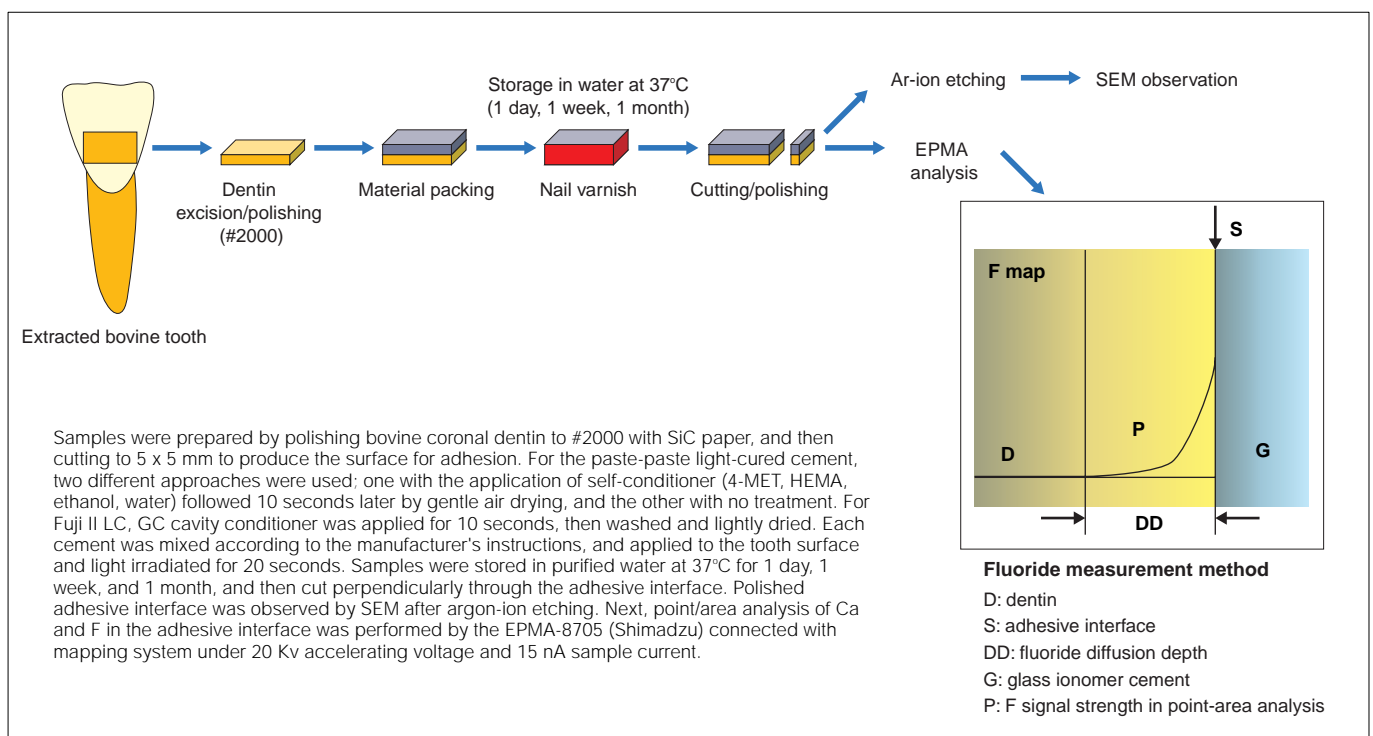 Storage in water at 37°C
(1 day, 1 week, 1 month)
Ar-ion etching
SEM observation
EPMA
analysis
Dentin
excision/polishing
(#2000)
Material packing
Nail varnish
Cutting/polishing
Extracted bovine tooth
S
F map
P
D
G
DD
Samples were prepared by polishing bovine coronal dentin to #2000 with SiC paper, and then
cutting to 5 x 5 mm to produce the surface for adhesion. For the paste-paste light-cured cement,
two different approaches were used; one with the application of self-conditioner (4-MET, HEMA,
ethanol, water) followed 10 seconds later by gentle air drying, and the other with no treatment. For
Fuji II LC, GC cavity conditioner was applied for 10 seconds, then washed and lightly dried. Each
cement was mixed according to the manufacturer's instructions, and applied to the tooth surface
and light irradiated for 20 seconds. Samples were stored in purified water at 37°C for 1 day, 1
week, and 1 month, and then cut perpendicularly through the adhesive interface. Polished
adhesive interface was observed by SEM after argon-ion etching. Next, point/area analysis of Ca
and F in the adhesive interface was performed by the EPMA-8705 (Shimadzu) connected with
mapping system under 20 Kv accelerating voltage and 15 nA sample current.
Fluoride measurement method
D: dentin
S: adhesive interface
DD: fluoride diffusion depth
G: glass ionomer cement
P: F signal strength in point-area analysis